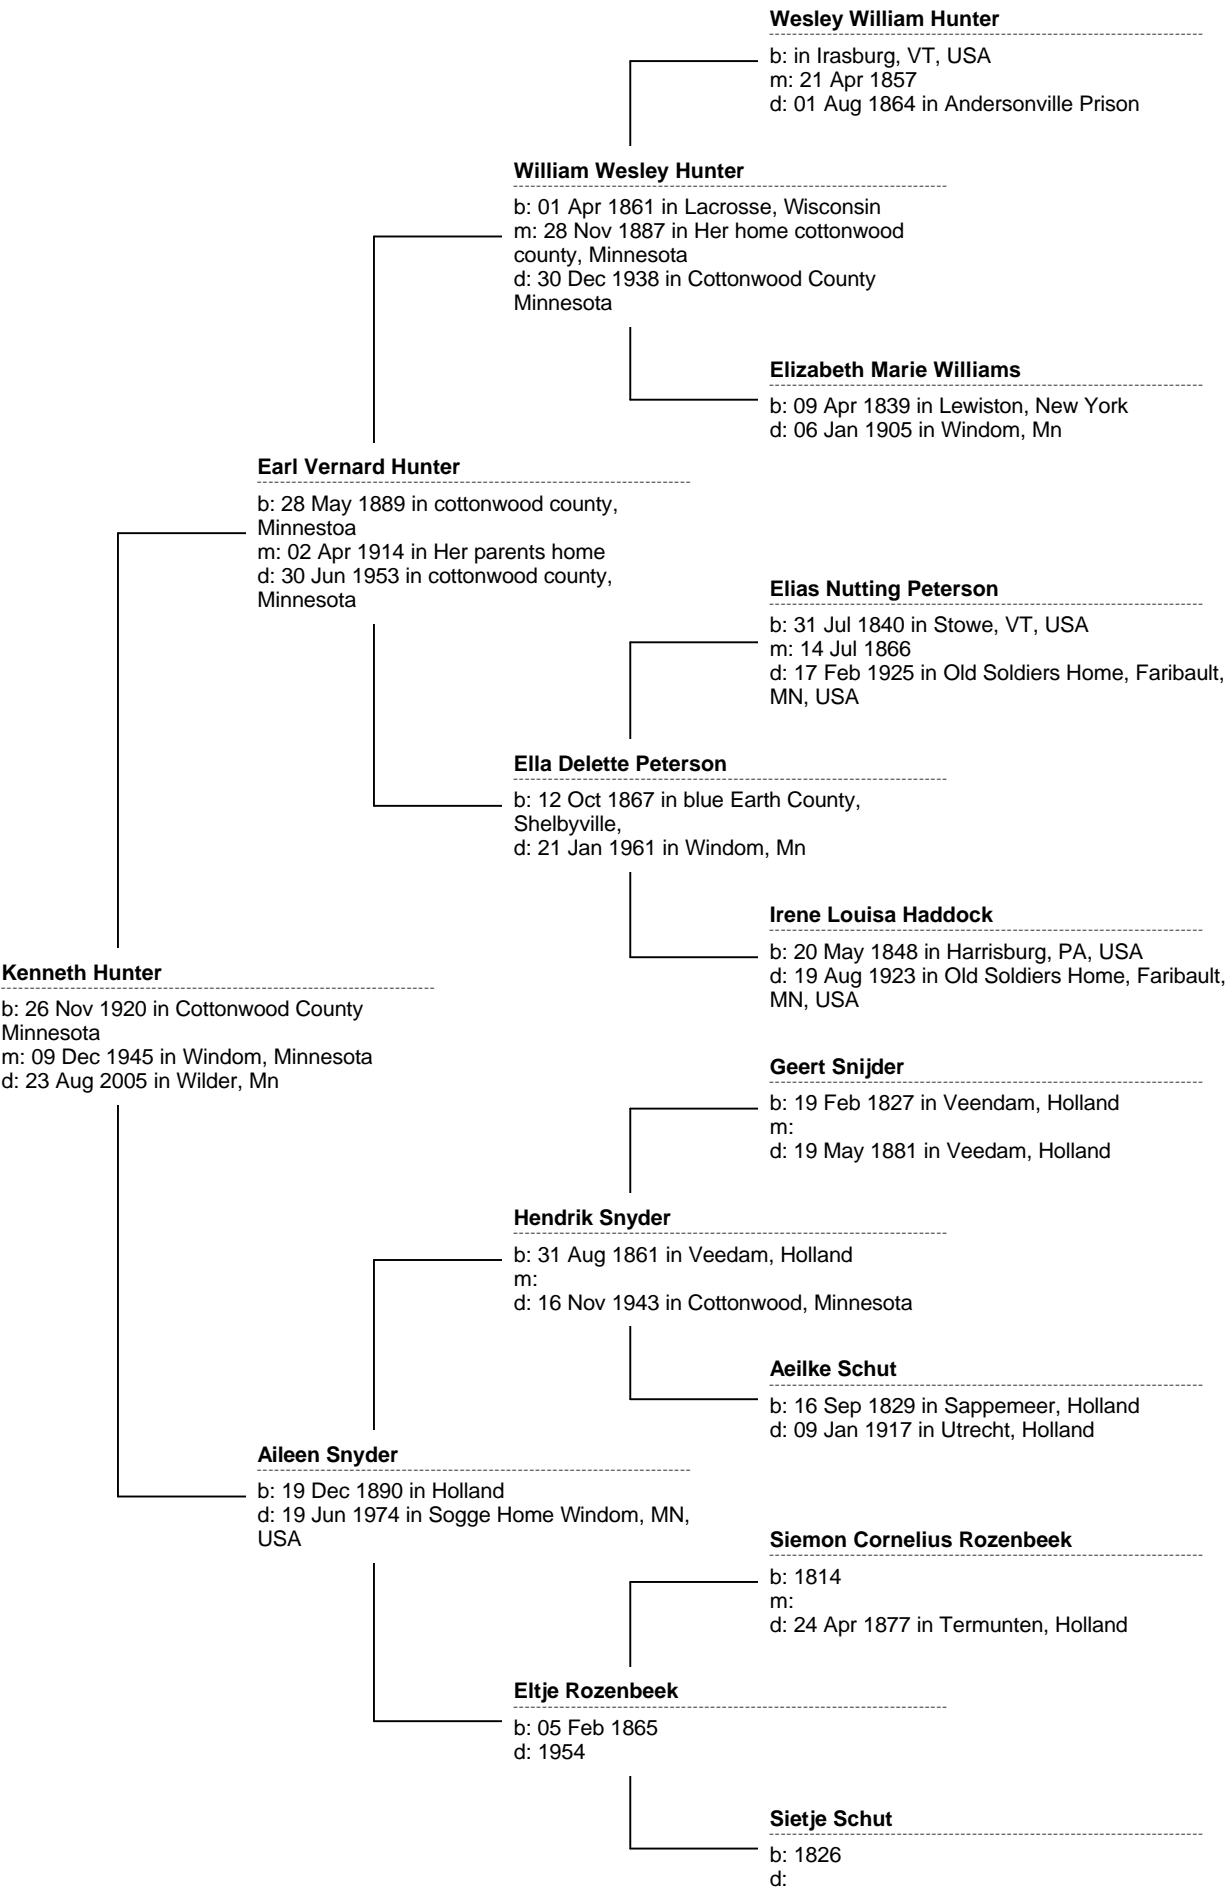 Wesley William Hunter
b: in Irasburg, VT, USA
m: 21 Apr 1857
d: 01 Aug 1864 in Andersonville Prison
William Wesley Hunter
b: 01 Apr 1861 in Lacrosse, Wisconsin
m: 28 Nov 1887 in Her home cottonwood
county, Minnesota
d: 30 Dec 1938 in Cottonwood County
Minnesota
Elizabeth Marie Williams
b: 09 Apr 1839 in Lewiston, New York
d: 06 Jan 1905 in Windom, Mn
Earl Vernard Hunter
b: 28 May 1889 in cottonwood county,
Minnestoa
m: 02 Apr 1914 in Her parents home
d: 30 Jun 1953 in cottonwood county,
Minnesota
Elias Nutting Peterson
b: 31 Jul 1840 in Stowe, VT, USA
m: 14 Jul 1866
d: 17 Feb 1925 in Old Soldiers Home, Faribault,
MN, USA
Ella Delette Peterson
b: 12 Oct 1867 in blue Earth County,
Shelbyville,
d: 21 Jan 1961 in Windom, Mn
Irene Louisa Haddock
b: 20 May 1848 in Harrisburg, PA, USA
d: 19 Aug 1923 in Old Soldiers Home, Faribault,
MN, USA
Kenneth Hunter
b: 26 Nov 1920 in Cottonwood County
Minnesota
m: 09 Dec 1945 in Windom, Minnesota
d: 23 Aug 2005 in Wilder, Mn
Geert Snijder
b: 19 Feb 1827 in Veendam, Holland
m:
d: 19 May 1881 in Veedam, Holland
Hendrik Snyder
b: 31 Aug 1861 in Veedam, Holland
m:
d: 16 Nov 1943 in Cottonwood, Minnesota
Aeilke Schut
b: 16 Sep 1829 in Sappemeer, Holland
d: 09 Jan 1917 in Utrecht, Holland
Aileen Snyder
b: 19 Dec 1890 in Holland
d: 19 Jun 1974 in Sogge Home Windom, MN,
USA
Siemon Cornelius Rozenbeek
b: 1814
m:
d: 24 Apr 1877 in Termunten, Holland
Eltje Rozenbeek
b: 05 Feb 1865
d: 1954
Sietje Schut
b: 1826
d: